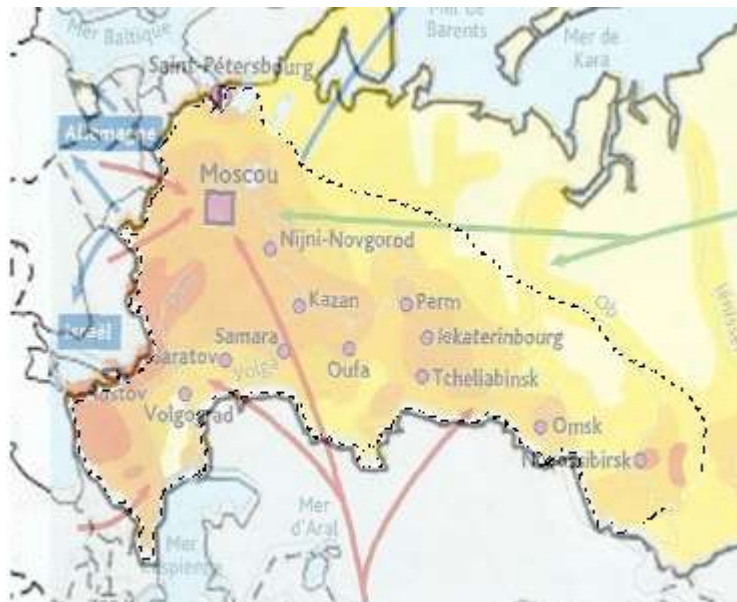 Mer Baltique
Mer de
Barents
Mer de
Kara
Saint-Pétersbourg
Allemagne
Moscou
Nijni-Novgorod
Kazan
Perm
Ob
Israël
Samara
Iekaterinbourg
Saratov
Volga
Oufa
Tcheliabinsk
Rostov
Volgograd
Omsk
Novossibirsk
Mer
d'Aral
Mer
Caspienne